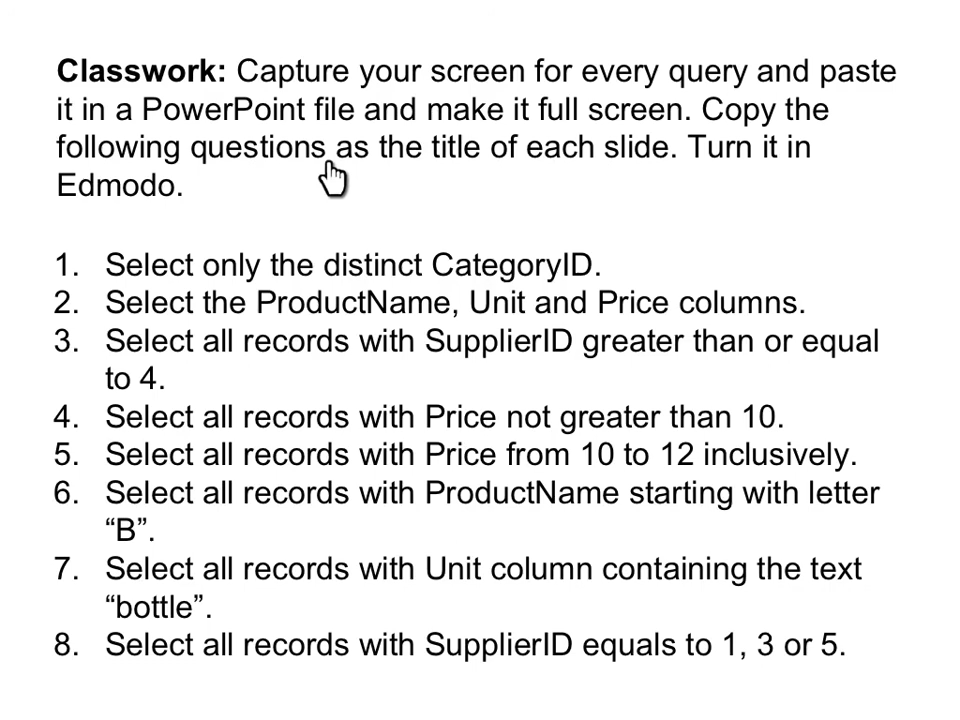 Classwork: Capture your screen for every query and paste
it in a PowerPoint file and make it full screen. Copy the
following questions as the title of each slide. Turn it in
Edmodo.
1. Select only the distinct CategoryID.
2. Select the ProductName, Unit and Price columns.
3. Select all records with SupplierID greater than or equal
to 4.
4. Select all records with Price not greater than 10.
5. Select all records with Price from 10 to 12 inclusively.
6. Select all records with ProductName starting with letter
“B”.
7. Select all records with Unit column containing the text
“bottle”.
8. Select all records with SupplierID equals to 1, 3 or 5.